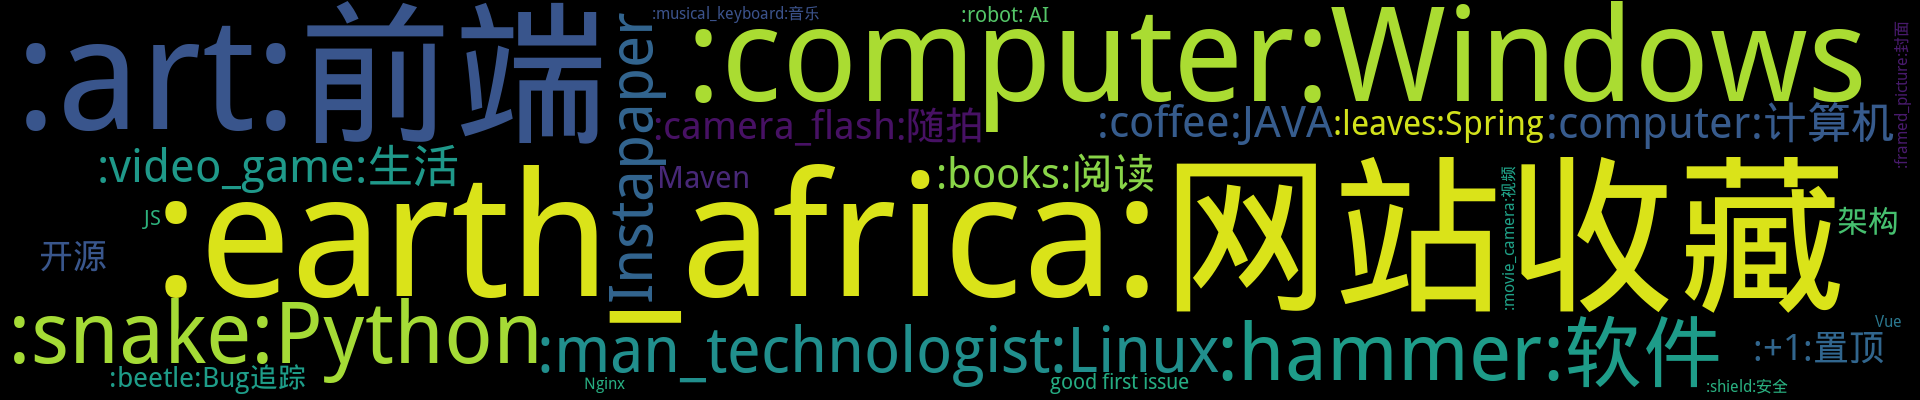 :musical_keyboard:音乐
:robot: AI
:art:前端
:computer:Windows
Instapaper
:framed_picture:封面
:camera_flash:随拍
:coffee:JAVA
:leaves:Spring
:computer:计算机
:video_game:生活
Maven
:books:阅读
:earth_africa:网站收藏
:movie_camera:视频
JS
架构
开源
:snake:Python
:man_technologist:Linux
:hammer:软件
Vue
:+1:置顶
:beetle:Bug追踪
Nginx
good first issue
:shield:安全